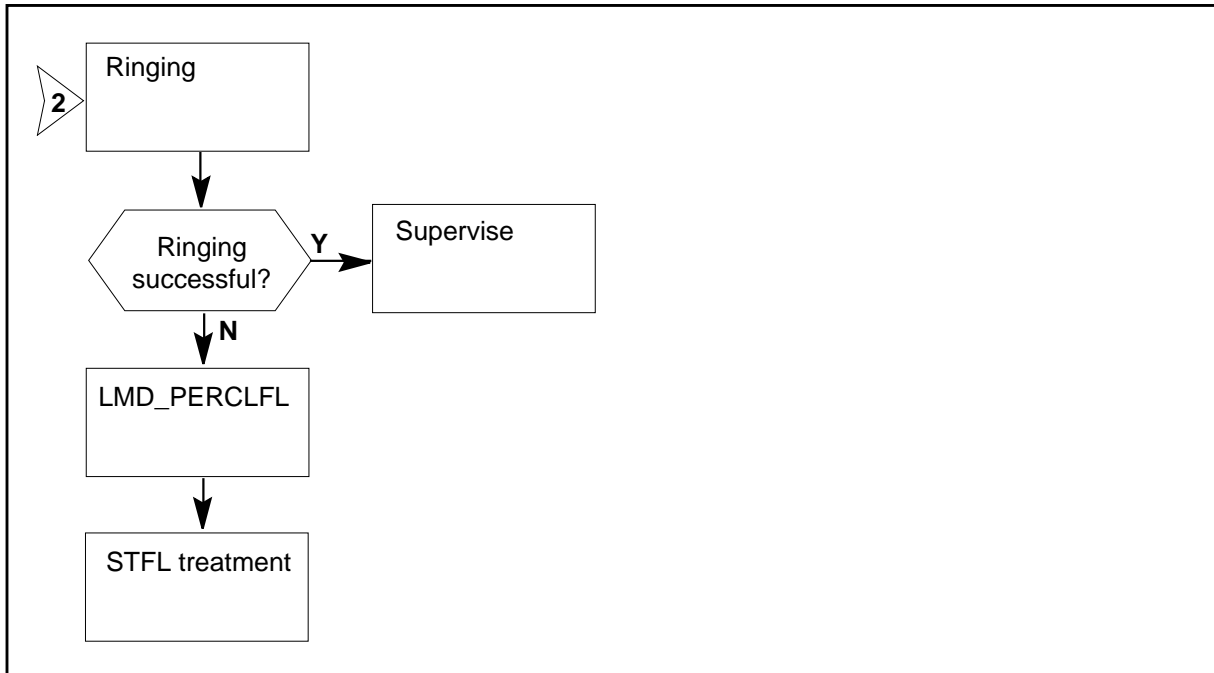 Ringing
2
Ringing
successful?
Y
Supervise
N
LMD_PERCLFL
STFL treatment